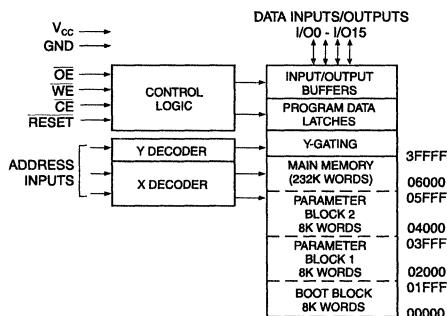 DATA INPUTS/OUTPUTS
I/O0 - I/O15
VCC
GND
OE
WE
CE
RESET
CONTROL
LOGIC
INPUT/OUTPUT
BUFFERS
PROGRAM DATA
LATCHES
ADDRESS
INPUTS
Y DECODER
X DECODER
Y-GATING
3FFFF
MAIN MEMORY
(232K WORDS)
06000
PARAMETER
BLOCK 2
8K WORDS
05FFF
04000
PARAMETER
BLOCK 1
8K WORDS
03FFF
02000
BOOT BLOCK
8K WORDS
01FFF
00000